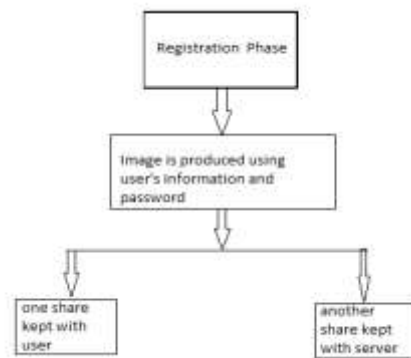 Registration Phase
Image is produced using
user's information and
password
one share
kept with
user
another
share kept
with server